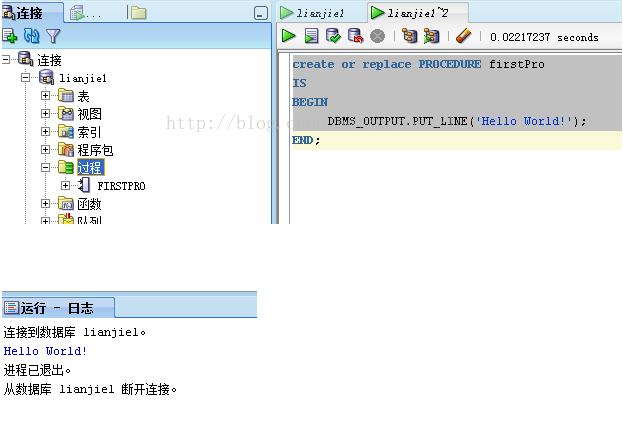 连接
...
lianjie1
lianjie1~2
0.02217237 seconds
连接
lianjie1
表
视图
索引
程序包
过程
FIRSTPRO
函数
队列
create or replace PROCEDURE firstPro
IS
BEGIN
DBMS_OUTPUT.PUT_LINE('Hello World!');
END;
http://blog.
运行 - 日志
连接到数据库 lianjie1。
Hello World!
进程已退出。
从数据库 lianjie1 断开连接。